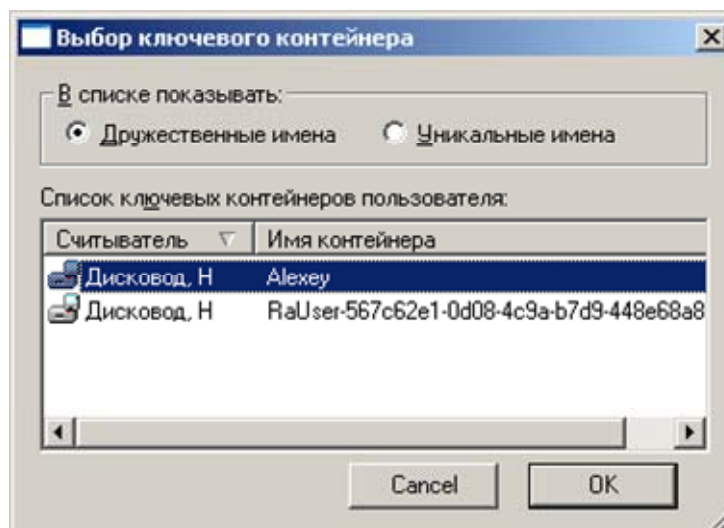 Выбор ключевого контейнера
В списке показывать:
Дружественные имена Уникальные имена
Список ключевых контейнеров пользователя:
Считыватель Имя контейнера
Дисковод, H Alexey
Дисковод, H RaUser-567c62e1-0d08-4c9a-b7d9-448e68a8
Cancel OK